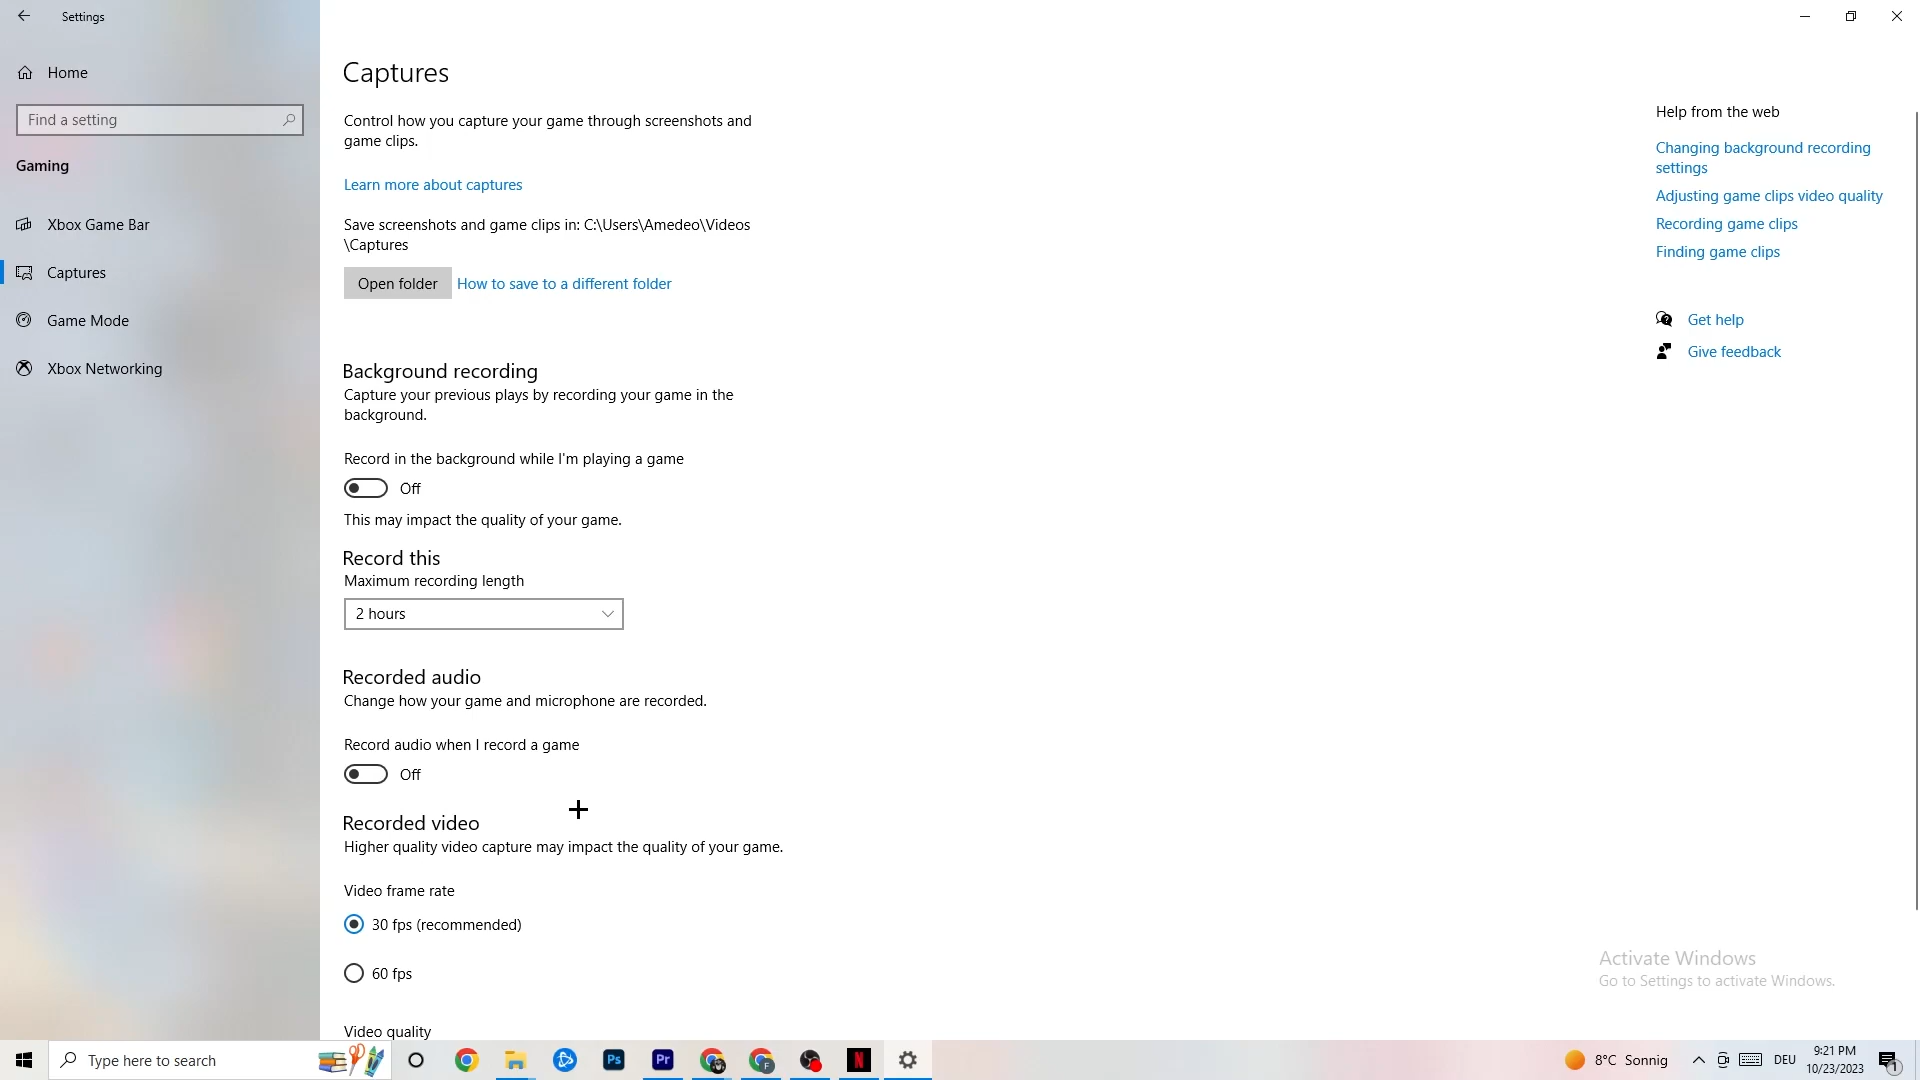 Settings
Home
Find a setting
Gaming
Xbox Game Bar
Captures
Game Mode
Xbox Networking
Captures
Control how you capture your game through screenshots and
game clips.
Learn more about captures
Save screenshots and game clips in: C:\Users\Amedeo\Videos
\Captures
Open folder
How to save to a different folder
Background recording
Capture your previous plays by recording your game in the
background.
Record in the background while I'm playing a game
Off
This may impact the quality of your game.
Record this
Maximum recording length
2 hours
Recorded audio
Change how your game and microphone are recorded.
Record audio when I record a game
Off
Recorded video
Higher quality video capture may impact the quality of your game.
Video frame rate
30 fps (recommended)
60 fps
Video quality
Help from the web
Changing background recording
settings
Adjusting game clips video quality
Recording game clips
Finding game clips
Get help
Give feedback
Activate Windows
Go to Settings to activate Windows.
Type here to search
Ps
Pr
F
N
8°C Sonnig
DEU
9:21 PM
10/23/2023
1